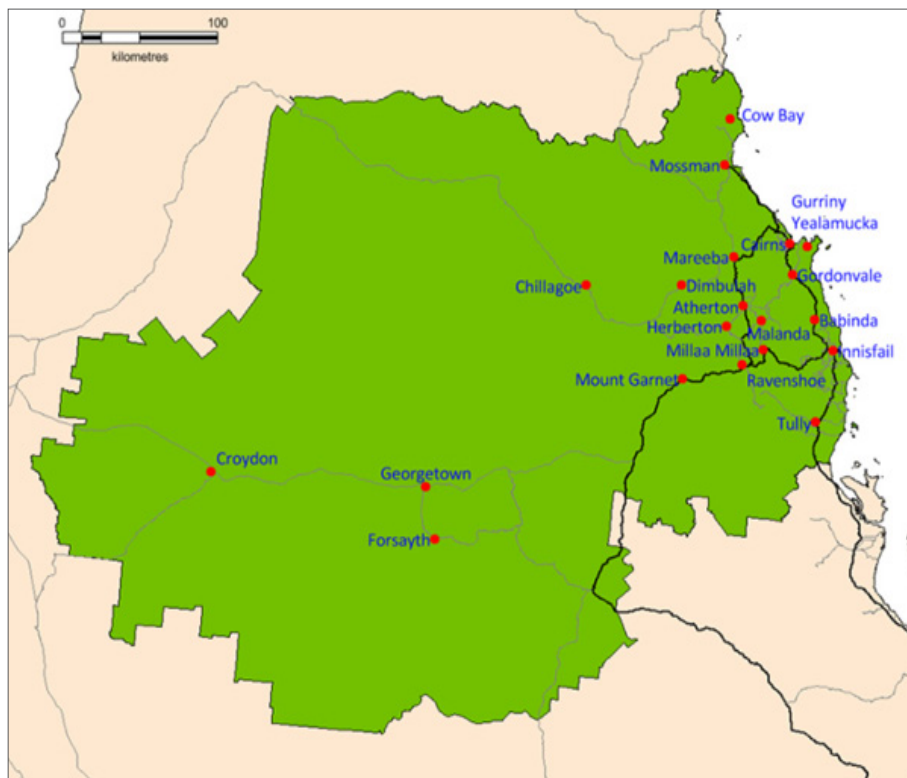 0 100
kilometres
Cow Bay
Mossman
Gurriny
Yealamucka
Cairns
Mareeba
Gordonvale
Chillagoe
Dimbulah
Atherton
Herberton
Malanda
Babinda
Millaa Millaa
Innisfail
Mount Garnet
Ravenshoe
Tully
Croydon
Georgetown
Forsayth